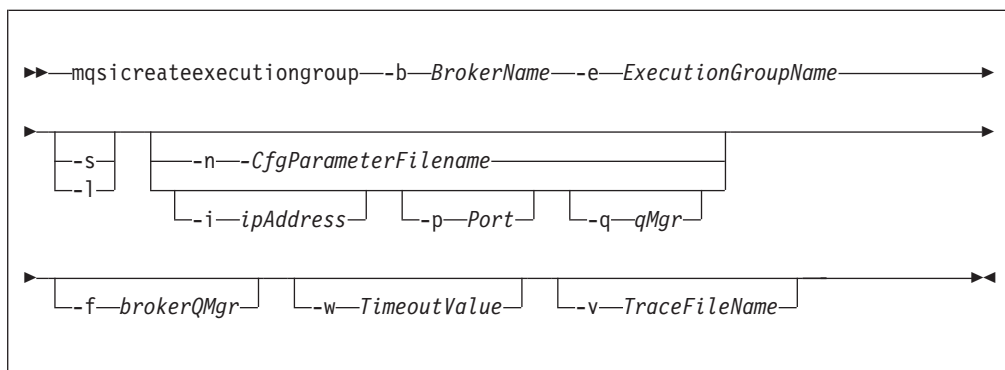 mqsicreateexecutiongroup -b BrokerName -e ExecutionGroupName
-s
-l
-n -CfgParameterFilename
-i ipAddress -p Port -q qMgr
-f brokerQMgr -w TimeoutValue -v TraceFileName